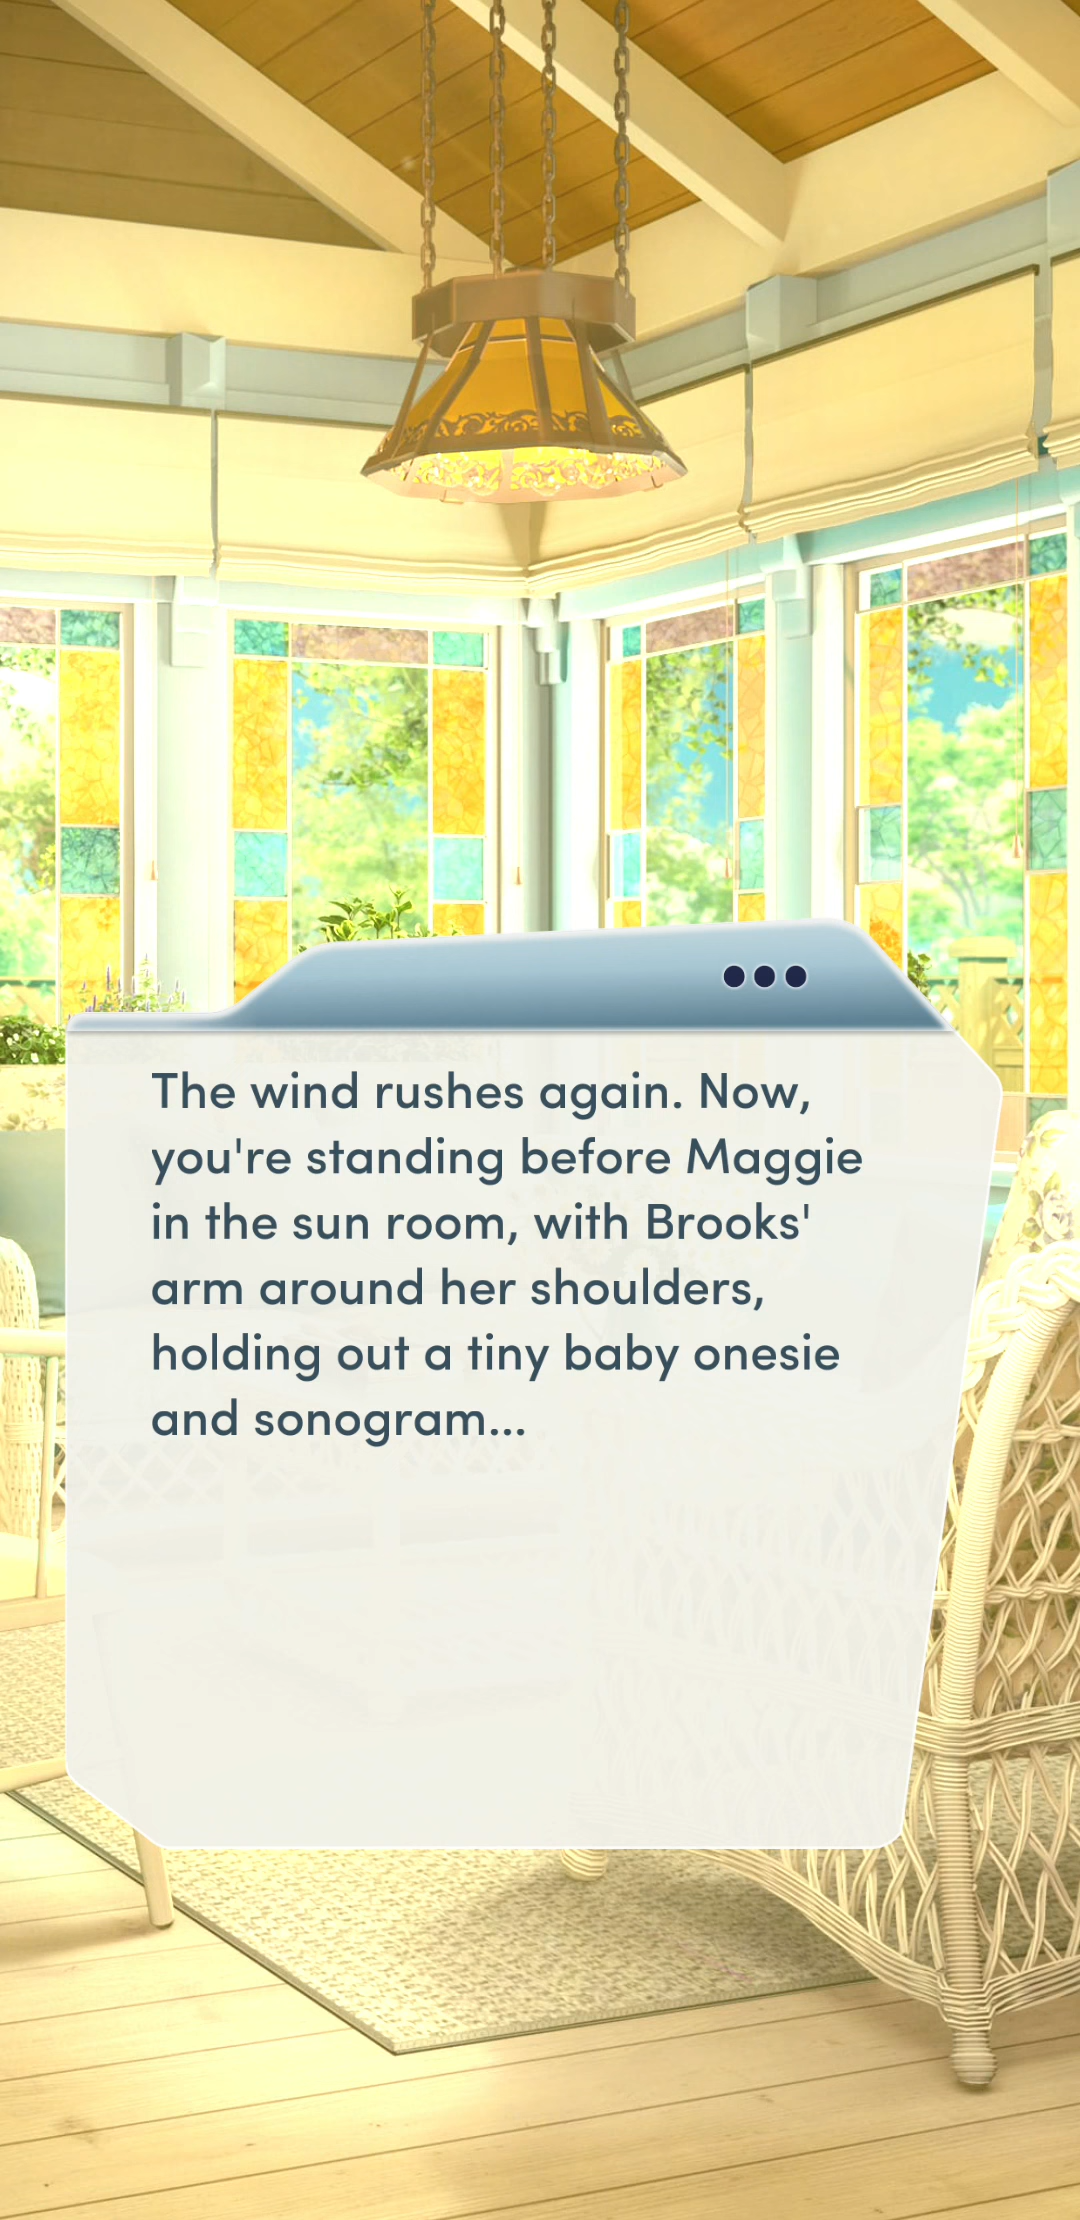 The wind rushes again. Now,
you're standing before Maggie
in the sun room, with Brooks'
arm around her shoulders,
holding out a tiny baby onesie
and sonogram...